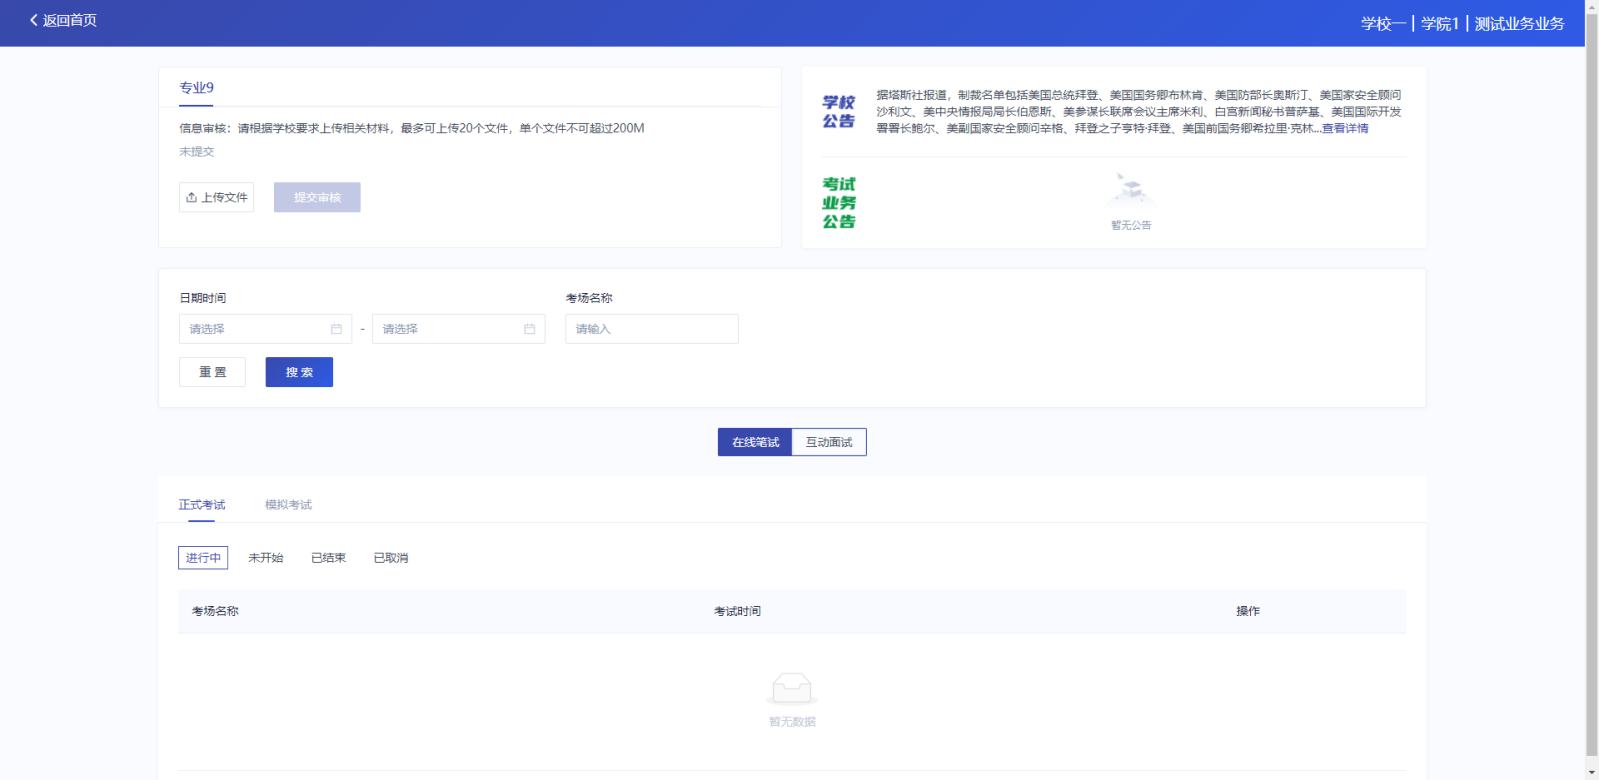 返回首页
学校一 | 学院1 | 测试业务业务
专业9
信息审核：请根据学校要求上传相关材料，最多可上传20个文件，单个文件不可超过200M
未提交
上传文件
提交审核
学校
公告
据塔斯社报道，制裁名单包括美国总统拜登、美国国务卿布林肯、美国防部长奥斯汀、美国家安全顾问
沙利文、美中央情报局局长伯恩斯、美参谋长联席会议主席米利、白宫新闻秘书普萨基、美国国际开发
署署长鲍尔、美副国家安全顾问辛格、拜登之子亨特·拜登、美国前国务卿希拉里·克林...查看详情
考试
业务
公告
暂无公告
日期时间
考场名称
请选择 - 请选择
请输入
重 置
搜 索
在线笔试
互动面试
正式考试
模拟考试
进行中
未开始
已结束
已取消
考场名称
考试时间
操作
暂无数据